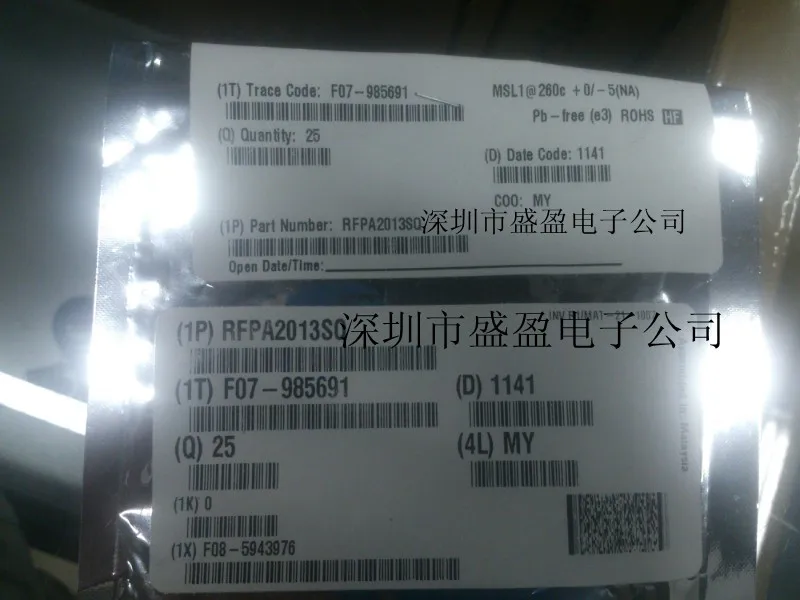 (1T) Trace Code: F07-985691
MSL1@260c +0/-5(NA)
Pb-free (e3) ROHS HF
(Q) Quantity: 25
(D) Date Code: 1141
COO: MY
(1P) Part Number: RFPA2013SQ
深圳市盛盈电子公司
Open Date/Time:
(1P) RFPA2013SQ
深圳市盛盈电子公司
(1T) F07-985691
(D) 1141
(Q) 25
(4L) MY
(1K) 0
(1X) F08-5943976
in Malaysia